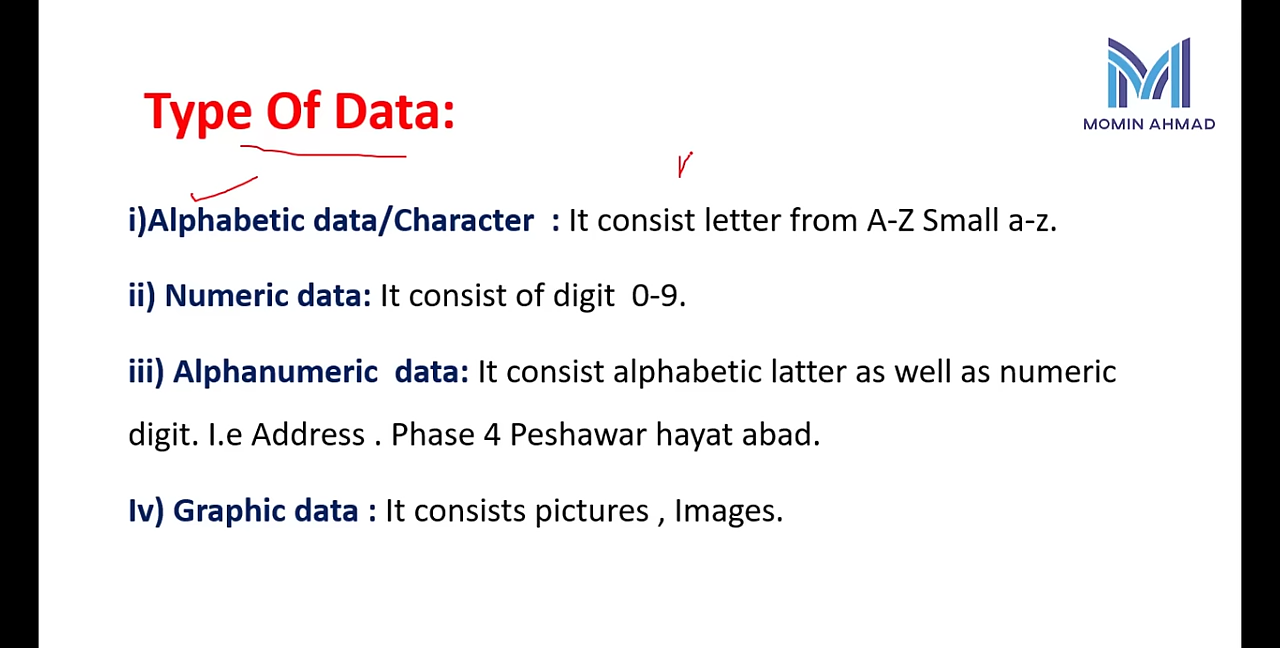 MOMIN AHMAD
Type Of Data:
i)Alphabetic data/Character : It consist letter from A-Z Small a-z.
ii) Numeric data: It consist of digit 0-9.
iii) Alphanumeric data: It consist alphabetic latter as well as numeric
digit. I.e Address . Phase 4 Peshawar hayat abad.
Iv) Graphic data : It consists pictures , Images.